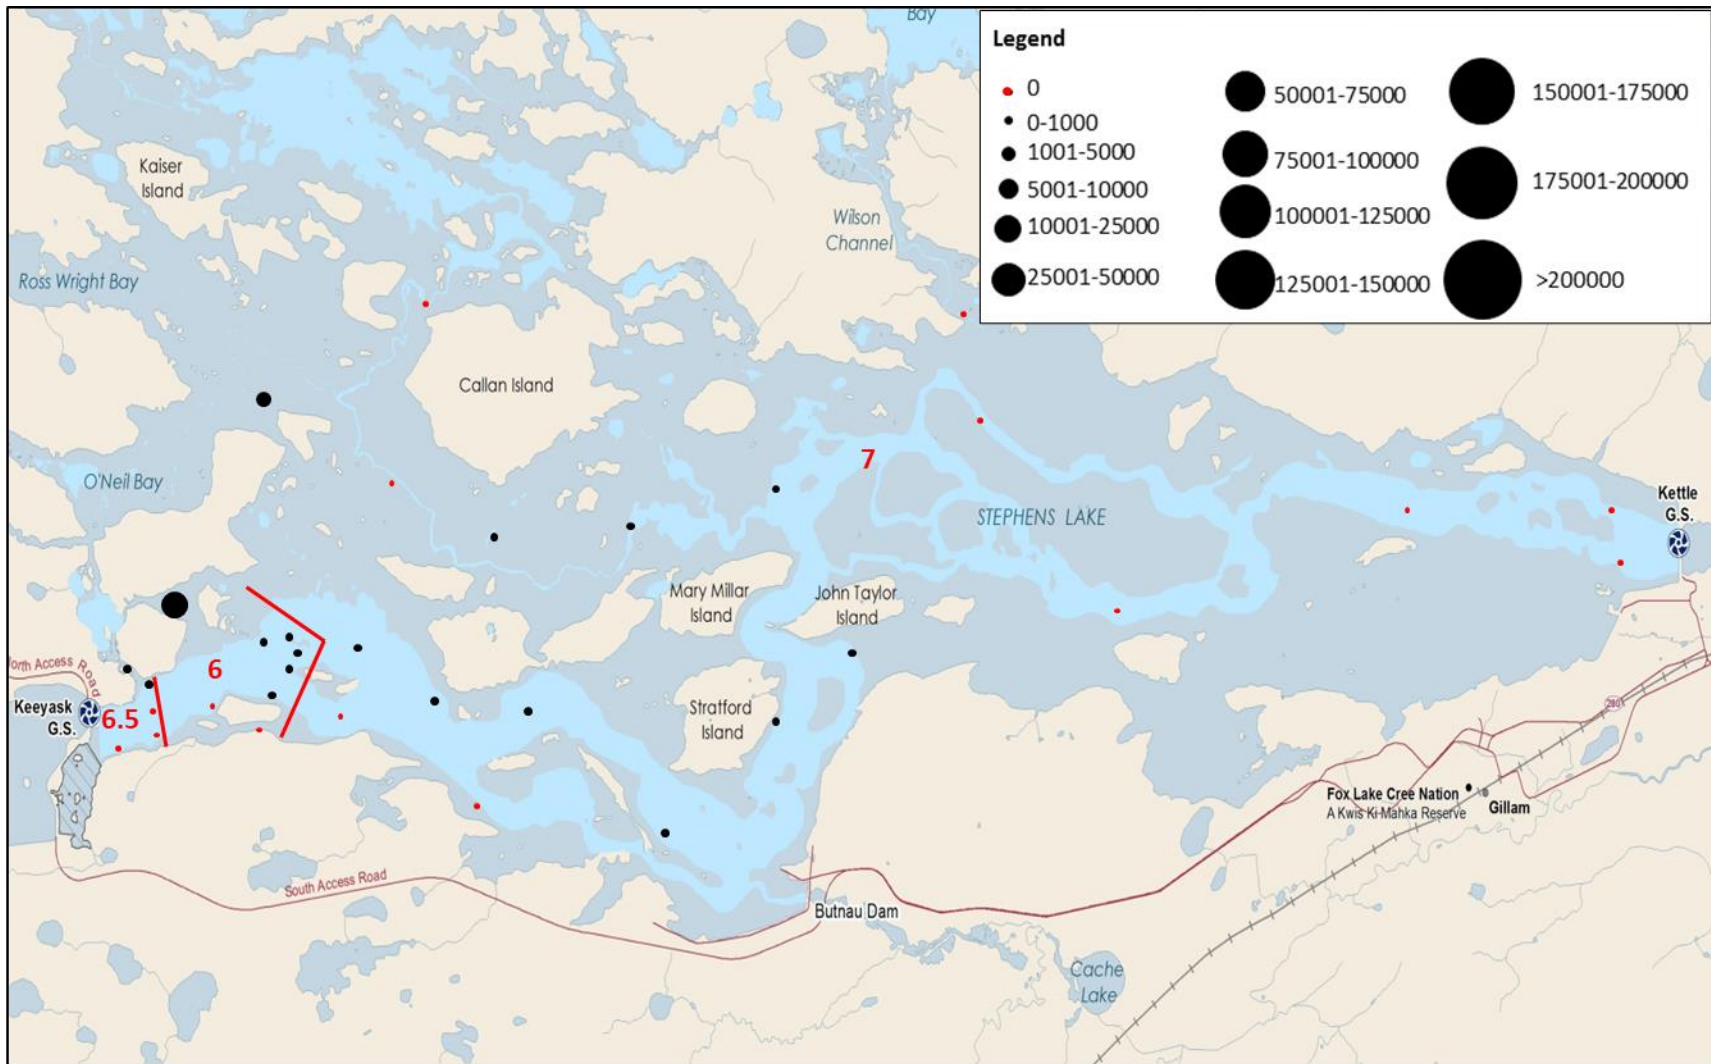 Bay
Legend
0
0-1000
1001-5000
5001-10000
10001-25000
25001-50000
50001-75000
75001-100000
100001-125000
125001-150000
150001-175000
175001-200000
>200000
Kaiser
Island
Wilson
Channel
Ross Wright Bay
Callan Island
O'Neil Bay
7
STEPHENS LAKE
Kettle
G.S.
Mary Millar
Island
John Taylor
Island
North Access Road
6
Keeyask
G.S.
6.5
Stratford
Island
280
Fox Lake Cree Nation
A Kwis Ki Mahka Reserve
Gillam
South Access Road
Butnau Dam
Cache
Lake